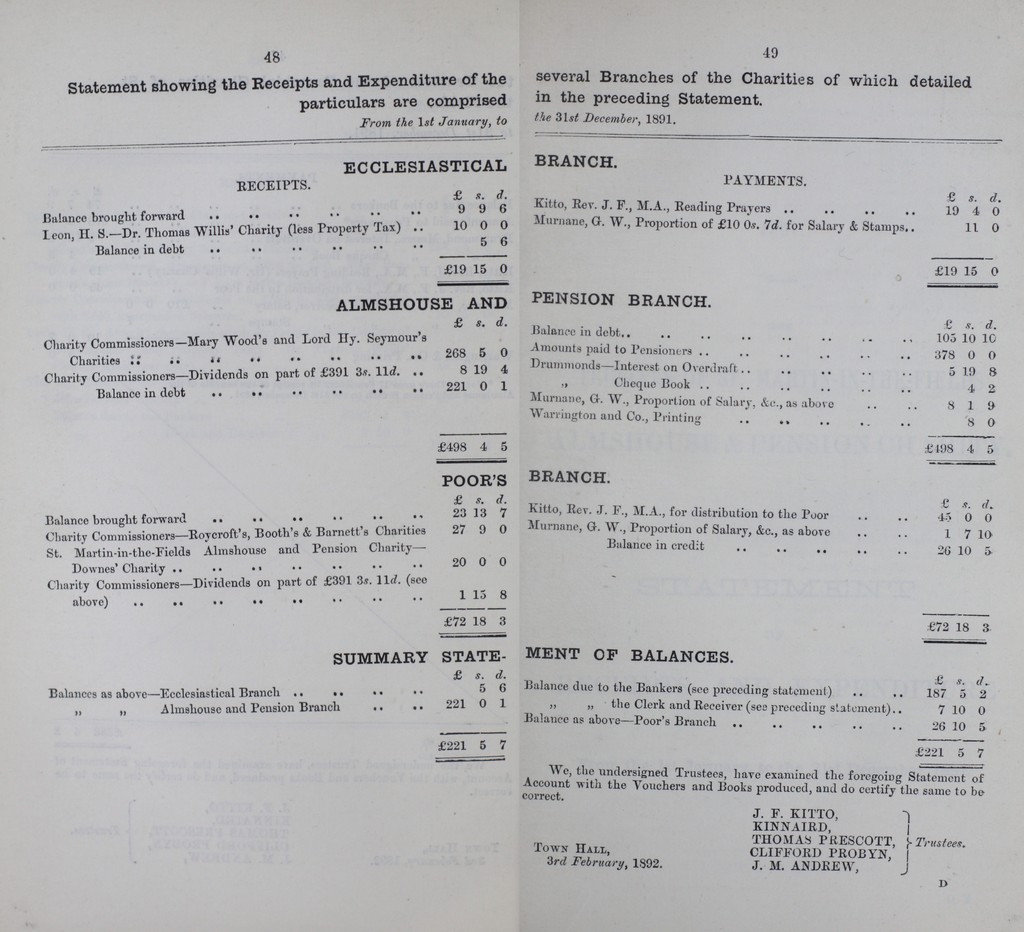 48
Statement showing the Receipts and Expenditure of the
particulars are comprised
From the 1st January, to
ECCLESIASTICAL
RECEIPTS.
£ s. d.
Balance brought forward .. .. .. .. .. .. 9 9 6
Leon, H. S.—Dr. Thomas Willis' Charity (less Property Tax) .. 10 0 0
Balance in debt .. .. .. .. .. .. 5 6
£19 15 0
ALMSHOUSE AND
£ s. d.
Charity Commissioners—Mary Wood's and Lord Hy. Seymour's
Charities .. .. .. .. .. .. .. .. 268 5 0
Charity Commissioners—Dividends on part of £391 3s. 11d. .. 8 19 4
Balance in debt .. .. .. .. .. .. 221 0 1
£498 4 5
POOR'S
£ s. d.
Balance brought forward .. .. .. .. .. .. 23 13 7
Charity Commissioners—Roycroft's, Booth's & Barnett's Charities 27 9 0
St. Martin-in-the-Fields Almshouse and Pension Charity—
Downes' Charity .. .. .. .. .. .. .. 20 0 0
Charity Commissioners—Dividends on part of £391 3s. 11d. (see
above) .. .. .. .. .. .. .. .. 1 15 8
£72 18 3
SUMMARY STATE-
£ s. d.
Balances as above—Ecclesiastical Branch .. .. .. .. 5 6
„ „ Almshouse and Pension Branch .. .. 221 0 1
£221 5 7
49
several Branches of the Charities of which detailed
in the preceding Statement.
the 31st December, 1891.
BRANCH.
PAYMENTS.
£ s. d.
Kitto, Rev. J. F., M.A., Reading Prayers .. .. .. .. 19 4 0
Murnane, G. W., Proportion of £10 0s. 7d. for Salary & Stamps.. 11 0
£19 15 0
PENSION BRANCH.
£ s. d.
Balance in debt.. .. .. .. .. .. .. .. 105 10 10
Amounts paid to Pensioners .. .. .. .. .. .. 378 0 0
Drummonds—Interest on Overdraft.. .. .. .. .. 5 19 8
„ Cheque Book .. .. .. .. .. .. 4 2
Murnane, G. W., Proportion of Salary, &c., as above .. .. 8 1 9
Warrington and Co., Printing .. .. .. .. .. 8 0
£498 4 5
BRANCH.
£ s. d.
Kitto, Rev. J. F., M.A., for distribution to the Poor .. .. 45 0 0
Murnane, G. W., Proportion of Salary, &c., as above .. .. 1 7 10
Balance in credit .. .. .. .. .. 26 10 5
£72 18 3
MENT OF BALANCES.
£ s. d.
Balance due to the Bankers (see preceding statement) .. .. 187 5 2
„ „ the Clerk and Receiver (see preceding statement).. 7 10 0
Balance as above—Poor's Branch .. .. .. .. .. 26 10 5
£221 5 7
We, the undersigned Trustees, have examined the foregoing Statement of
Account with the Vouchers and Books produced, and do certify the same to be
correct.
J. F. KITTO,
KINNAIRD,
THOMAS PRESCOTT, Trustees.
CLIFFORD PROBYN,
J. M. ANDREW,
TOWN HALL,
3rd February, 1892.
D